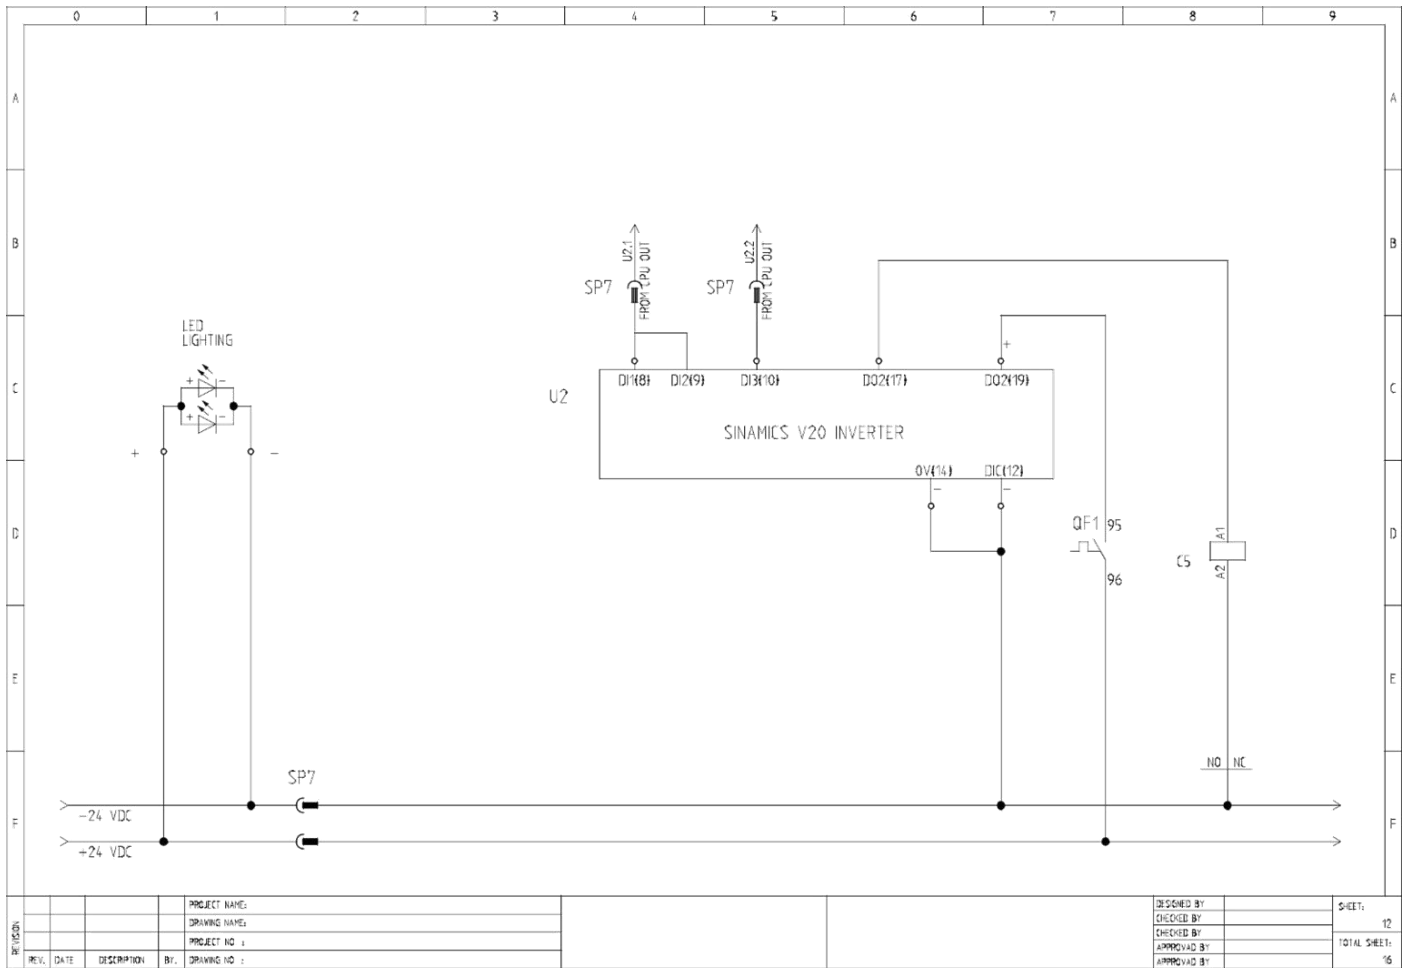 0 1 2 3 4 5 6 7 8 9
A A
B B
U2.1
FROM CPU OUT
U2.2
FROM CPU OUT
SP7 SP7
LED
LIGHTING
+
C C
DI1(8) DI2(9) DI3(10) DO2(17) DO2(19)
U2
+ -
+ -
SINAMICS V20 INVERTER
+ -
0V(14) DIC(12)
- -
D D
QF1 95
96
C5
A1
A2
E E
NO NC
SP7
-24 VDC
F F
+24 VDC
REVISION
REV. DATE DESCRIPTION BY.
PROJECT NAME:
DRAWING NAME:
PROJECT NO :
DRAWING NO :
DESIGNED BY
CHECKED BY
CHECKED BY
APPROVAD BY
APPROVAD BY
SHEET:
12
TOTAL SHEET:
16